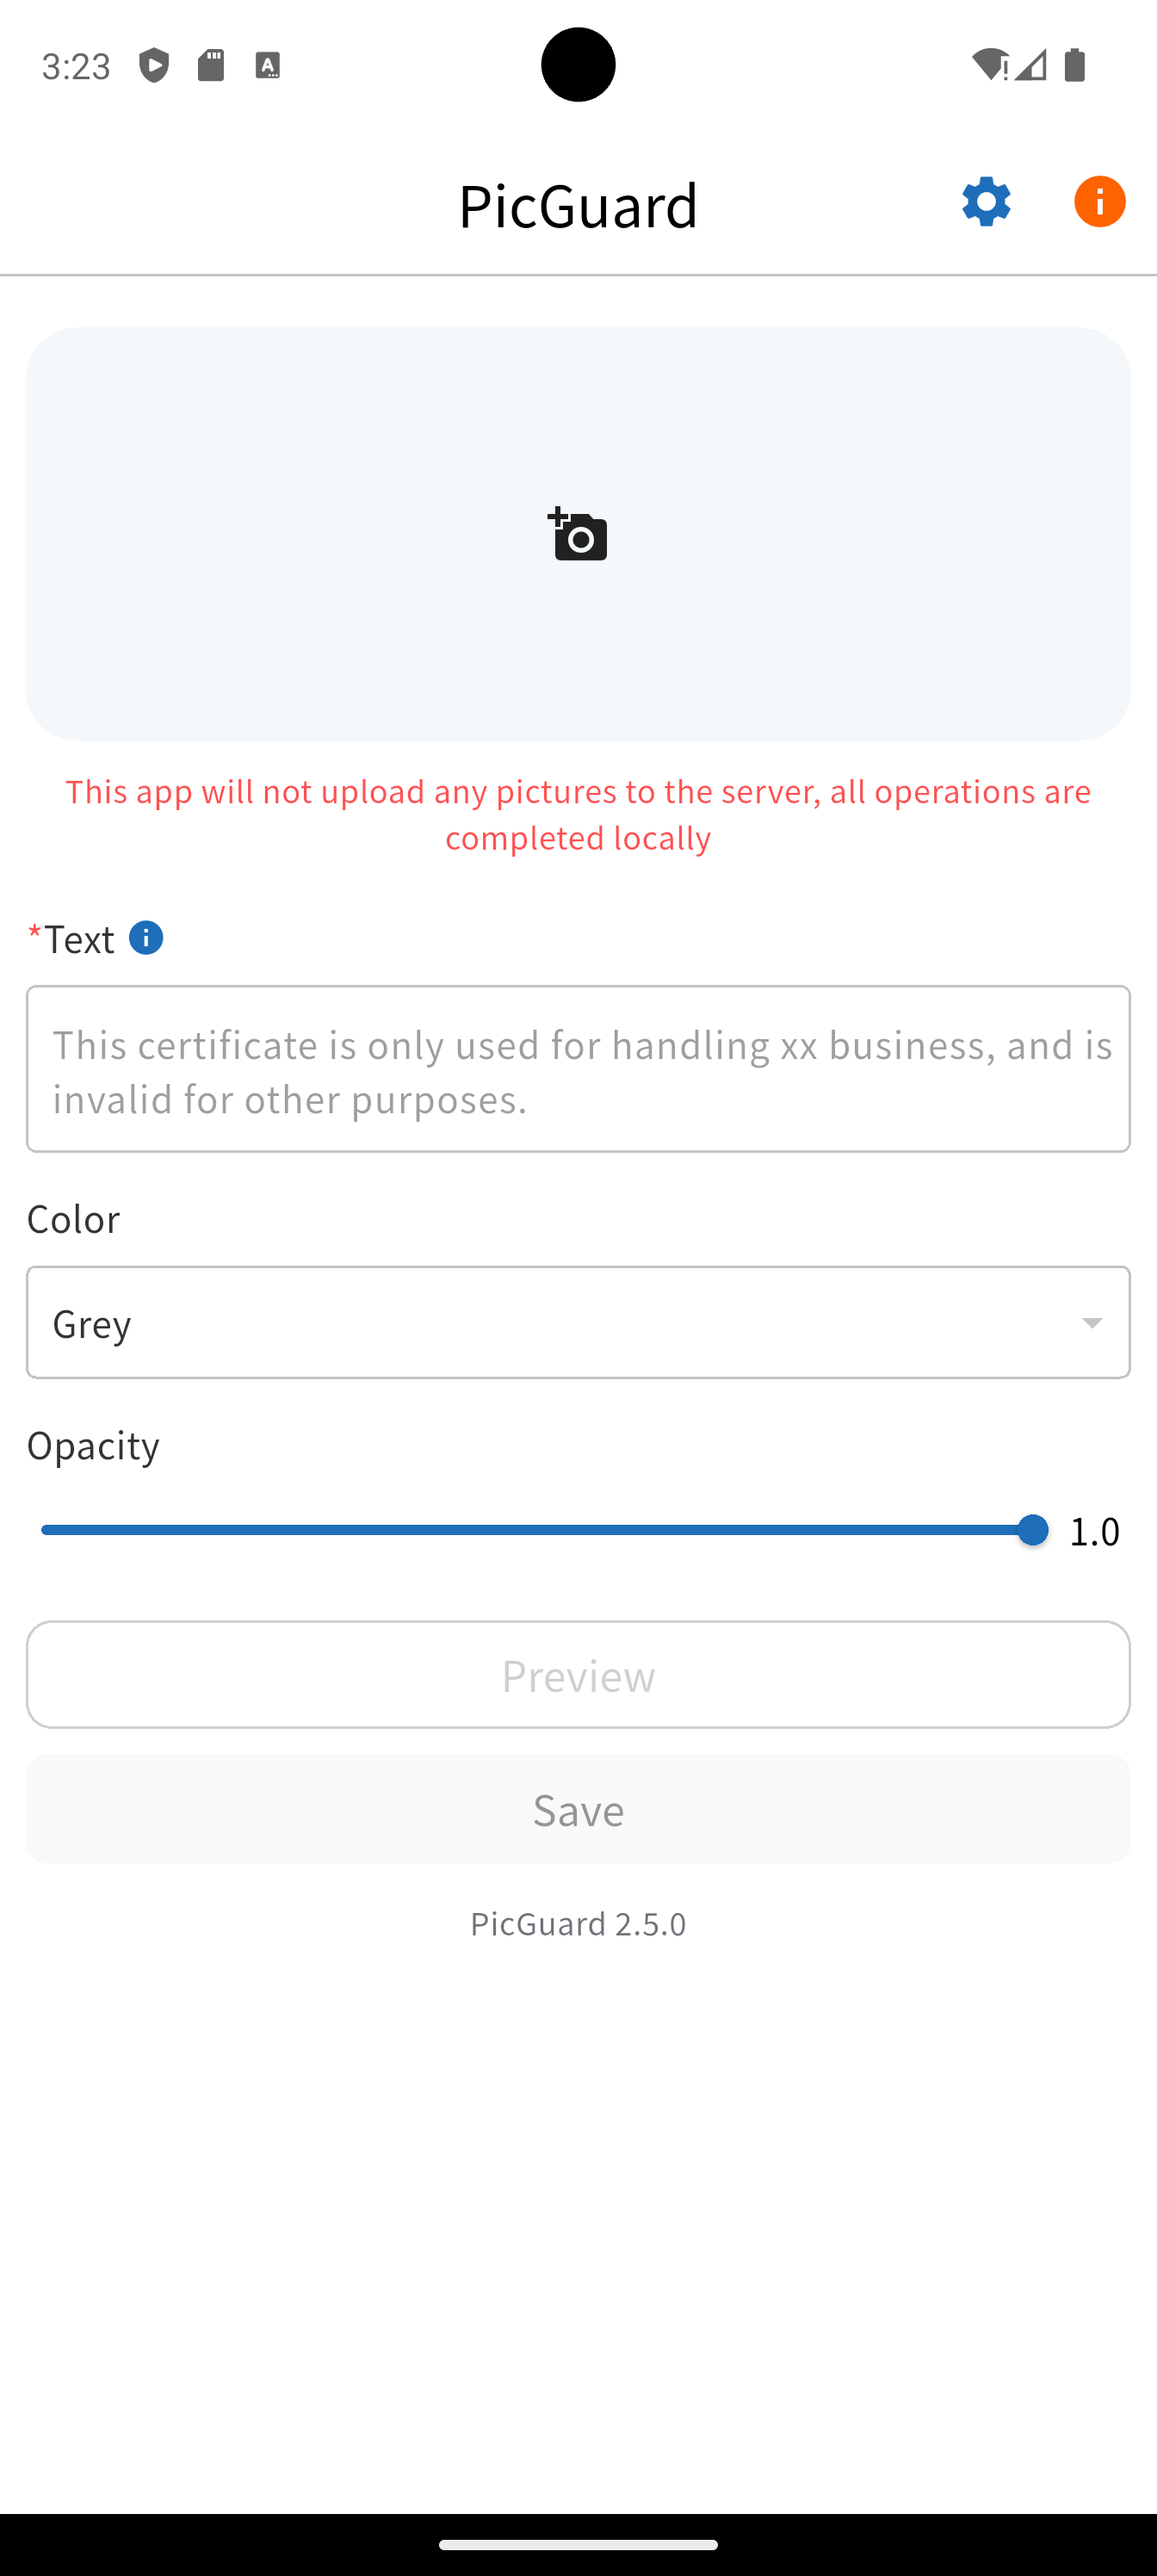 3:23
PicGuard
This app will not upload any pictures to the server, all operations are
completed locally
*Text
This certificate is only used for handling xx business, and is
invalid for other purposes.
Color
Grey
Opacity
1.0
Preview
Save
PicGuard 2.5.0